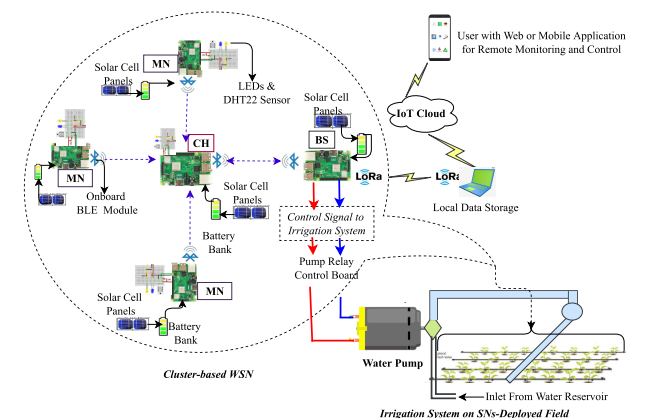 User with Web or Mobile Application
for Remote Monitoring and Control
MN
Solar Cell
Panels
LEDs &
DHT22 Sensor
Solar Cell
Panels
BS
IoT Cloud
CH
MN
Onboard
BLE Module
LoRa
LoRa
Local Data Storage
Solar Cell
Panels
Battery
Bank
Control Signal to
Irrigation System
Pump Relay
Control Board
MN
Solar Cell
Panels
Battery
Bank
Water Pump
Cluster-based WSN
Inlet From Water Reservoir
Irrigation System on SNs-Deployed Field